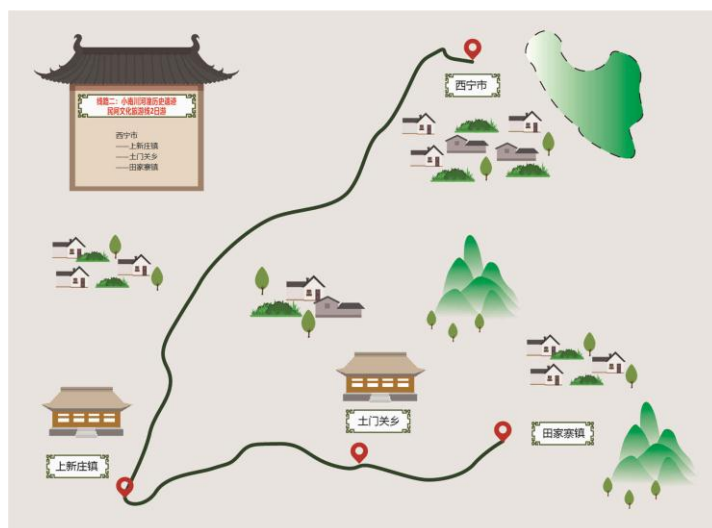 线路二：小南川河湟历史遗迹
民间文化旅游线2日游
西宁市
——上新庄镇
——土门关乡
——田家寨镇
西宁市
土门关乡
田家寨镇
上新庄镇